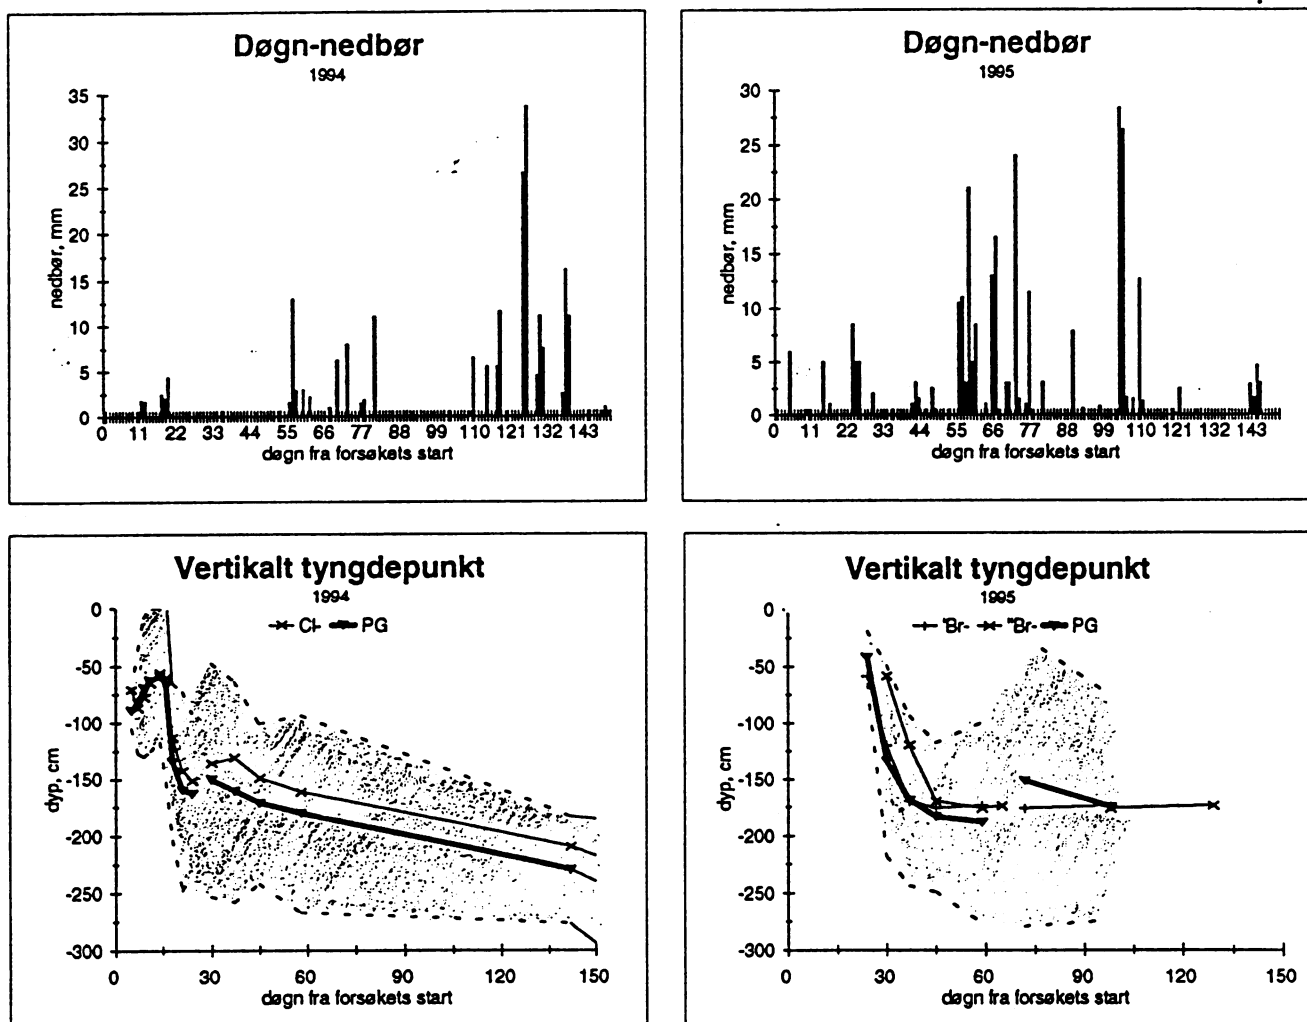 Døgn-nedbør
1994
35
30
25
20
15
10
5
0
nedbør, mm
0 11 22 33 44 55 66 77 88 99 110 121 132 143
døgn fra forsøkets start
Døgn-nedbør
1995
30
25
20
15
10
5
0
nedbør, mm
0 11 22 33 44 55 66 77 88 99 110 121 132 143
døgn fra forsøkets start
Vertikalt tyngdepunkt
1994
Cl- PG
0
-50
-100
-150
-200
-250
-300
dyp, cm
0 30 60 90 120 150
døgn fra forsøkets start
Vertikalt tyngdepunkt
1995
'Br- "Br- PG
0
-50
-100
-150
-200
-250
-300
dyp, cm
0 30 60 90 120 150
døgn fra forsøkets start